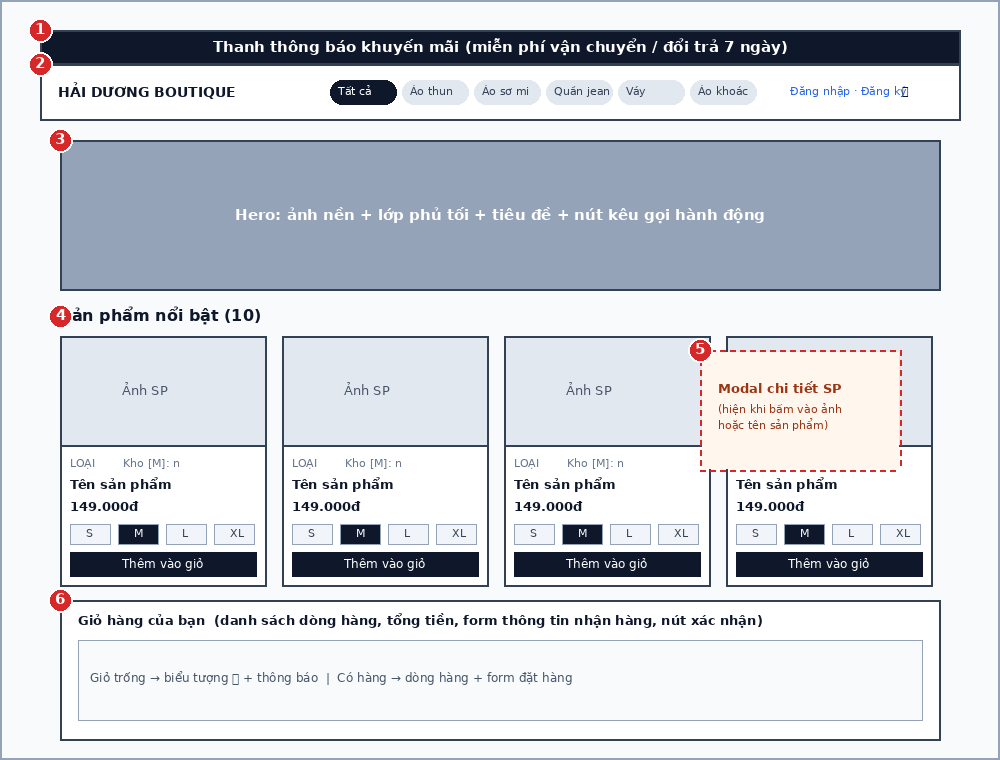 1
Thanh thông báo khuyến mãi (miễn phí vận chuyển / đổi trả 7 ngày)
2
HẢI DƯƠNG BOUTIQUE
Tất cả
Áo thun
Áo sơ mi
Quần jean
Váy
Áo khoác
Đăng nhập · Đăng ký
3
Hero: ảnh nền + lớp phủ tối + tiêu đề + nút kêu gọi hành động
4
ản phẩm nổi bật (10)
Ảnh SP
Ảnh SP
Ảnh SP
5
Modal chi tiết SP
(hiện khi bấm vào ảnh
hoặc tên sản phẩm)
LOẠI Kho [M]: n
Tên sản phẩm
149.000đ
S M L XL
Thêm vào giỏ
LOẠI Kho [M]: n
Tên sản phẩm
149.000đ
S M L XL
Thêm vào giỏ
LOẠI Kho [M]: n
Tên sản phẩm
149.000đ
S M L XL
Thêm vào giỏ
Tên sản phẩm
149.000đ
S M L XL
Thêm vào giỏ
6
Giỏ hàng của bạn (danh sách dòng hàng, tổng tiền, form thông tin nhận hàng, nút xác nhận)
Giỏ trống → biểu tượng + thông báo | Có hàng → dòng hàng + form đặt hàng